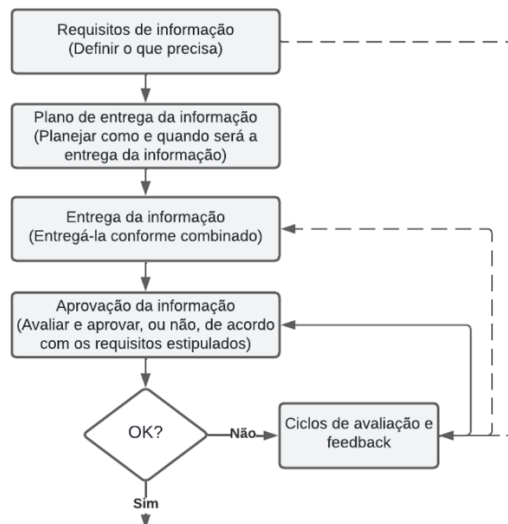 Requisitos de informação
(Definir o que precisa)
Plano de entrega da informação
(Planejar como e quando será a
entrega da informação)
Entrega da informação
(Entregá-la conforme combinado)
Aprovação da informação
(Avaliar e aprovar, ou não, de acordo
com os requisitos estipulados)
OK?
Não
Ciclos de avaliação e
feedback
Sim